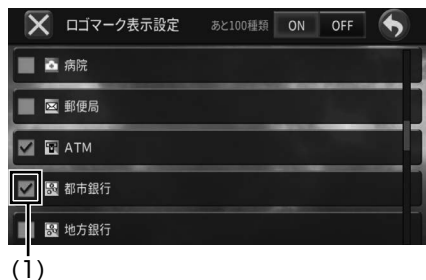 ロゴマーク表示設定 あと100種類 ON OFF
病院
郵便局
ATM
都市銀行
地方銀行
(1)